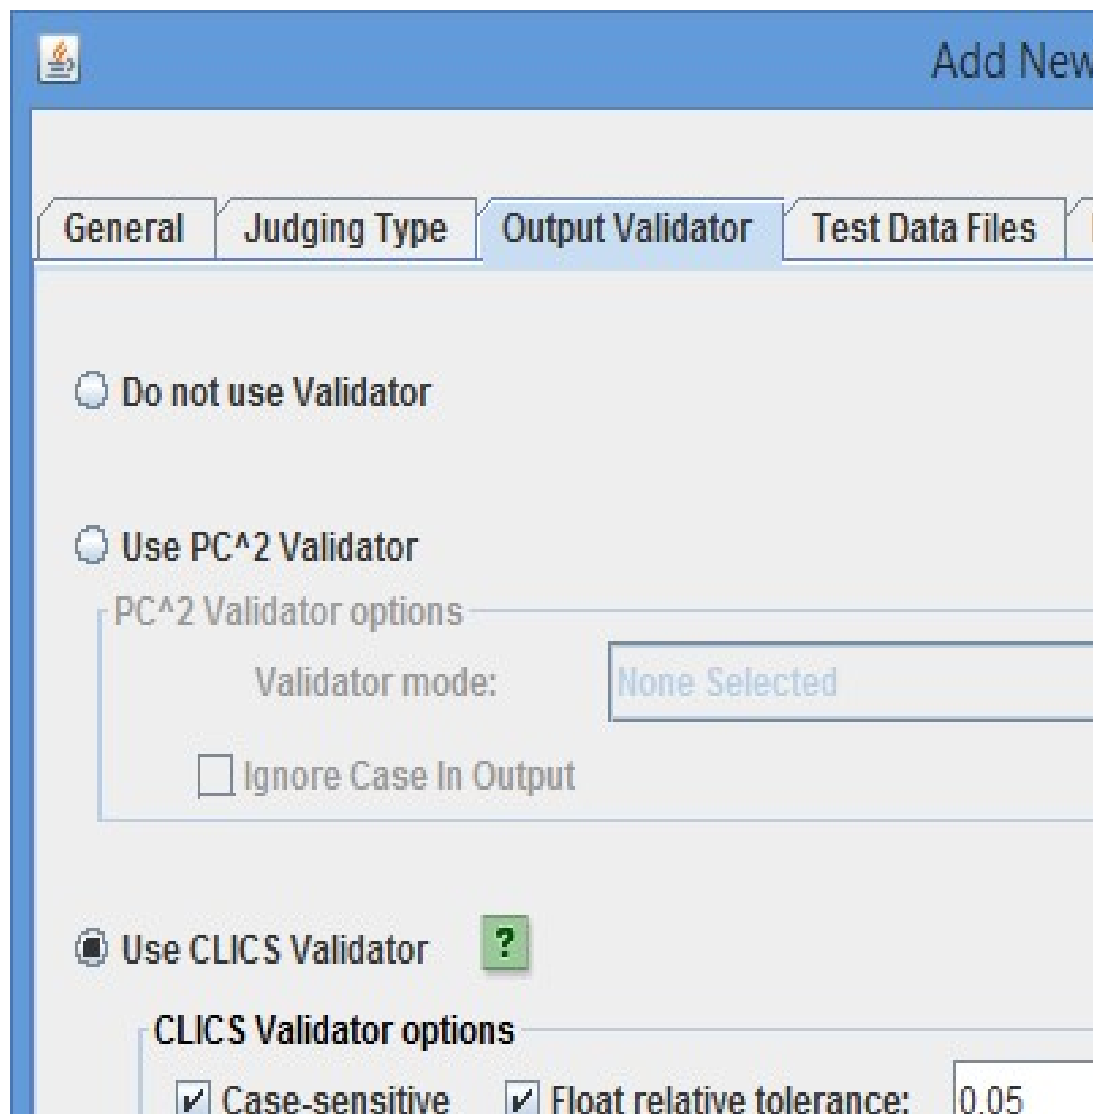 Add New
General Judging Type Output Validator Test Data Files
Do not use Validator
Use PC^2 Validator
PC^2 Validator options
Validator mode: None Selected
Ignore Case In Output
Use CLICS Validator ?
CLICS Validator options
Case-sensitive Float relative tolerance: 0.05